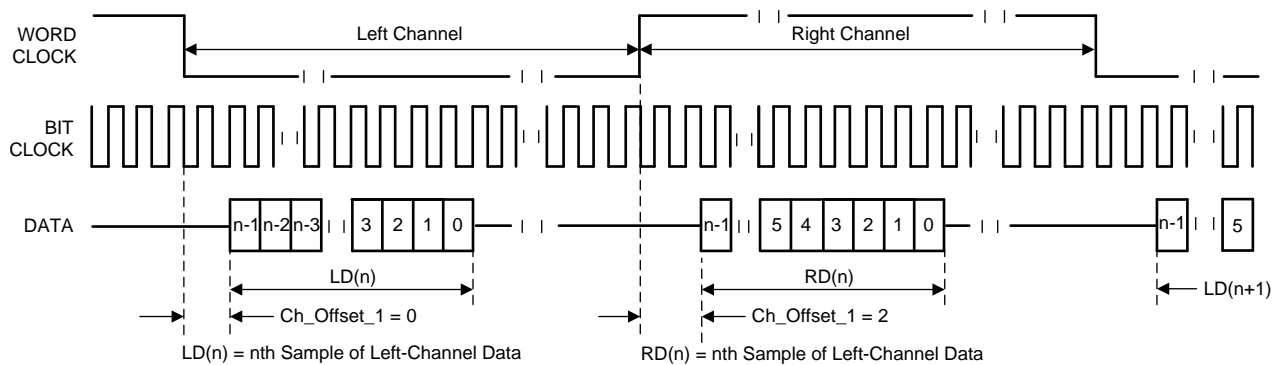 WORD CLOCK
Left Channel
Right Channel
BIT CLOCK
DATA
n-1 n-2 n-3 3 2 1 0
n-1 5 4 3 2 1 0
n-1 5
LD(n)
RD(n)
LD(n+1)
Ch_Offset_1 = 0
Ch_Offset_1 = 2
LD(n) = nth Sample of Left-Channel Data
RD(n) = nth Sample of Left-Channel Data